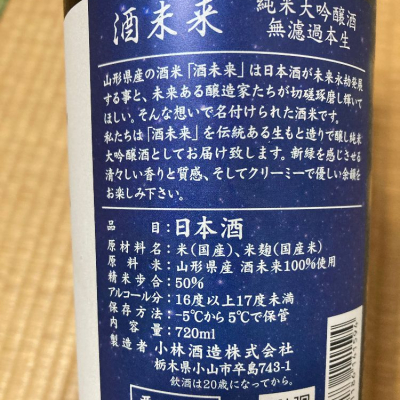 酒未来
純米大吟醸酒
無濾過本生
山形県産の酒米「酒未来」は日本酒が未来永劫発展
する事と、未来ある醸造家たちが切磋琢磨し輝いて
ほしい。そんな想いで名付けられた酒米です。
私たちは「酒未来」を伝統ある生もと造りで醸し純米
大吟醸酒としてお届け致します。新緑を感じさせる
清々しい香りと質感、そしてクリーミーで優しい余韻を
お楽しみ下さい。
品目:日本酒
原材料名:米(国産)、米麹(国産米)
原料米:山形県産 酒未来100%使用
精米歩合:50%
アルコール分:16度以上17度未満
保存方法:-5℃から5℃で保管
内容量:720ml
製造者 小林酒造株式会社
栃木県小山市卒島743-1
飲酒は20歳になってから。